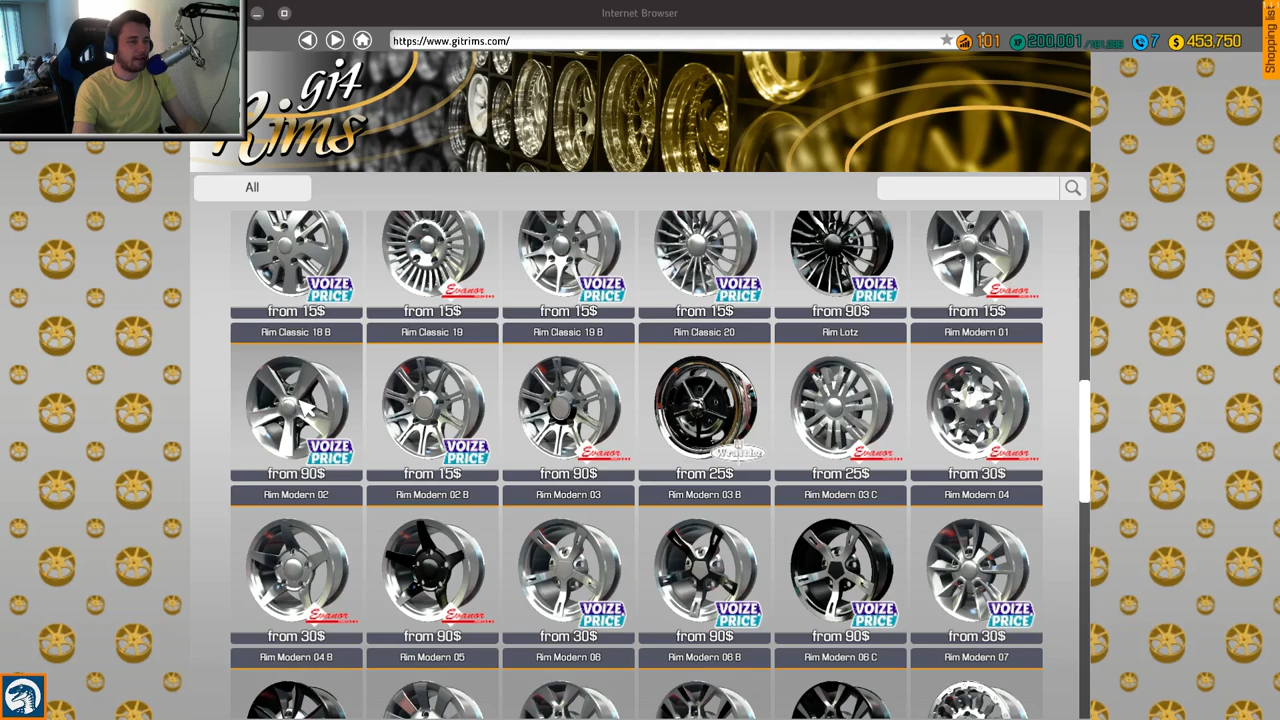 Internet Browser
https://www.gitrims.com/
101
200,001
7
453,750
Shopping list
git
Rims
All
VOIZE PRICE
Evanor
VOIZE PRICE
VOIZE PRICE
VOIZE PRICE
Evanor
from 15$ from 15$ from 15$ from 15$ from 90$ from 15$
Rim Classic 18 B Rim Classic 19 Rim Classic 19 B Rim Classic 20 Rim Lotz Rim Modern 01
VOIZE PRICE
VOIZE PRICE
Evanor
Evanor
Evanor
from 90$ from 15$ from 90$ from 25$ from 25$ from 30$
Rim Modern 02 Rim Modern 02 B Rim Modern 03 Rim Modern 03 B Rim Modern 03 C Rim Modern 04
Evanor
Evanor
VOIZE PRICE
VOIZE PRICE
VOIZE PRICE
VOIZE PRICE
from 30$ from 90$ from 30$ from 90$ from 90$ from 30$
Rim Modern 04 B Rim Modern 05 Rim Modern 06 Rim Modern 06 B Rim Modern 06 C Rim Modern 07